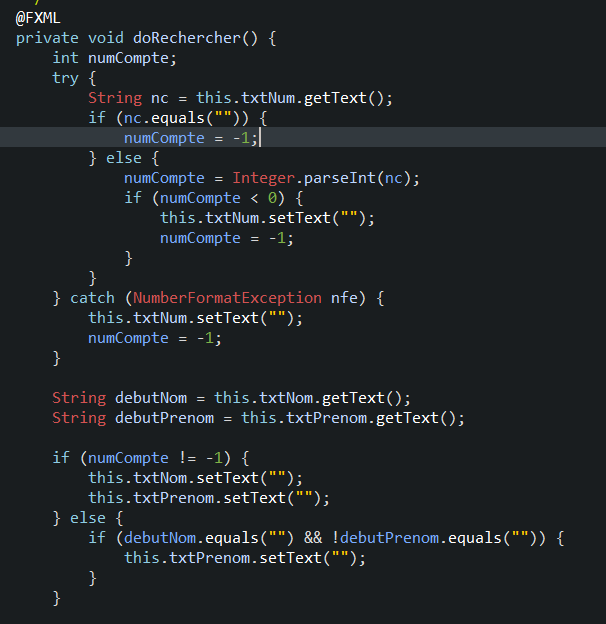 @FXML
private void doRechercher() {
    int numCompte;
    try {
        String nc = this.txtNum.getText();
        if (nc.equals("")) {
            numCompte = -1;
        } else {
            numCompte = Integer.parseInt(nc);
            if (numCompte < 0) {
                this.txtNum.setText("");
                numCompte = -1;
            }
        }
    } catch (NumberFormatException nfe) {
        this.txtNum.setText("");
        numCompte = -1;
    }

    String debutNom = this.txtNom.getText();
    String debutPrenom = this.txtPrenom.getText();

    if (numCompte != -1) {
        this.txtNom.setText("");
        this.txtPrenom.setText("");
    } else {
        if (debutNom.equals("") && !debutPrenom.equals("")) {
            this.txtPrenom.setText("");
        }
    }